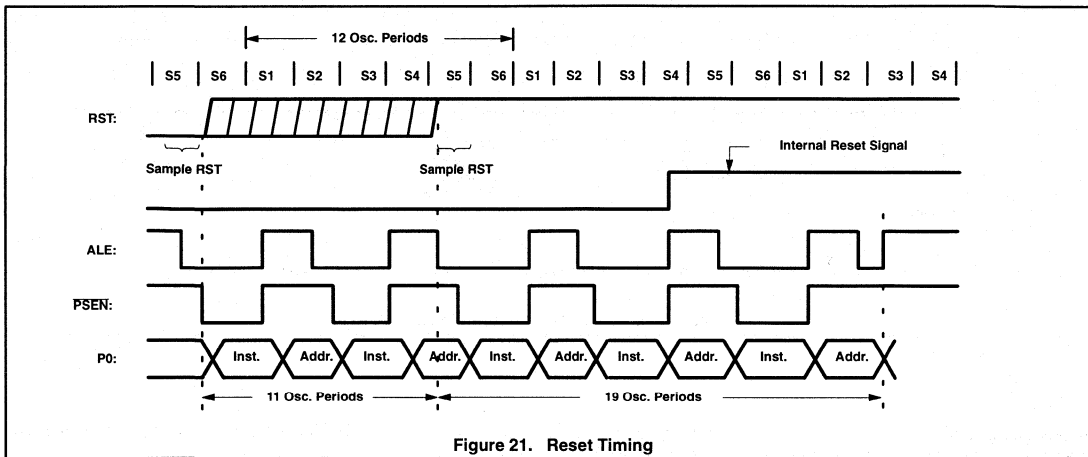 12 Osc. Periods
S5 S6 S1 S2 S3 S4 S5 S6 S1 S2 S3 S4 S5 S6 S1 S2 S3 S4
RST:
Internal Reset Signal
Sample RST Sample RST
ALE:
PSEN:
P0: Inst. Addr. Inst. Addr. Inst. Addr. Inst. Addr. Inst. Addr.
11 Osc. Periods 19 Osc. Periods
Figure 21. Reset Timing